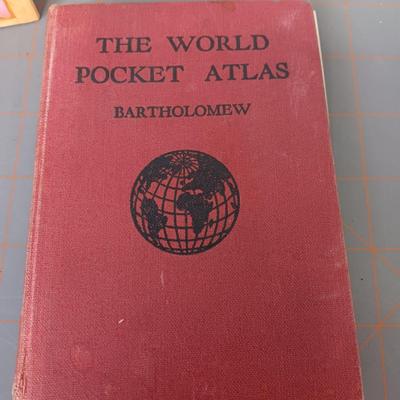 THE WORLD
POCKET ATLAS
BARTHOLOMEW